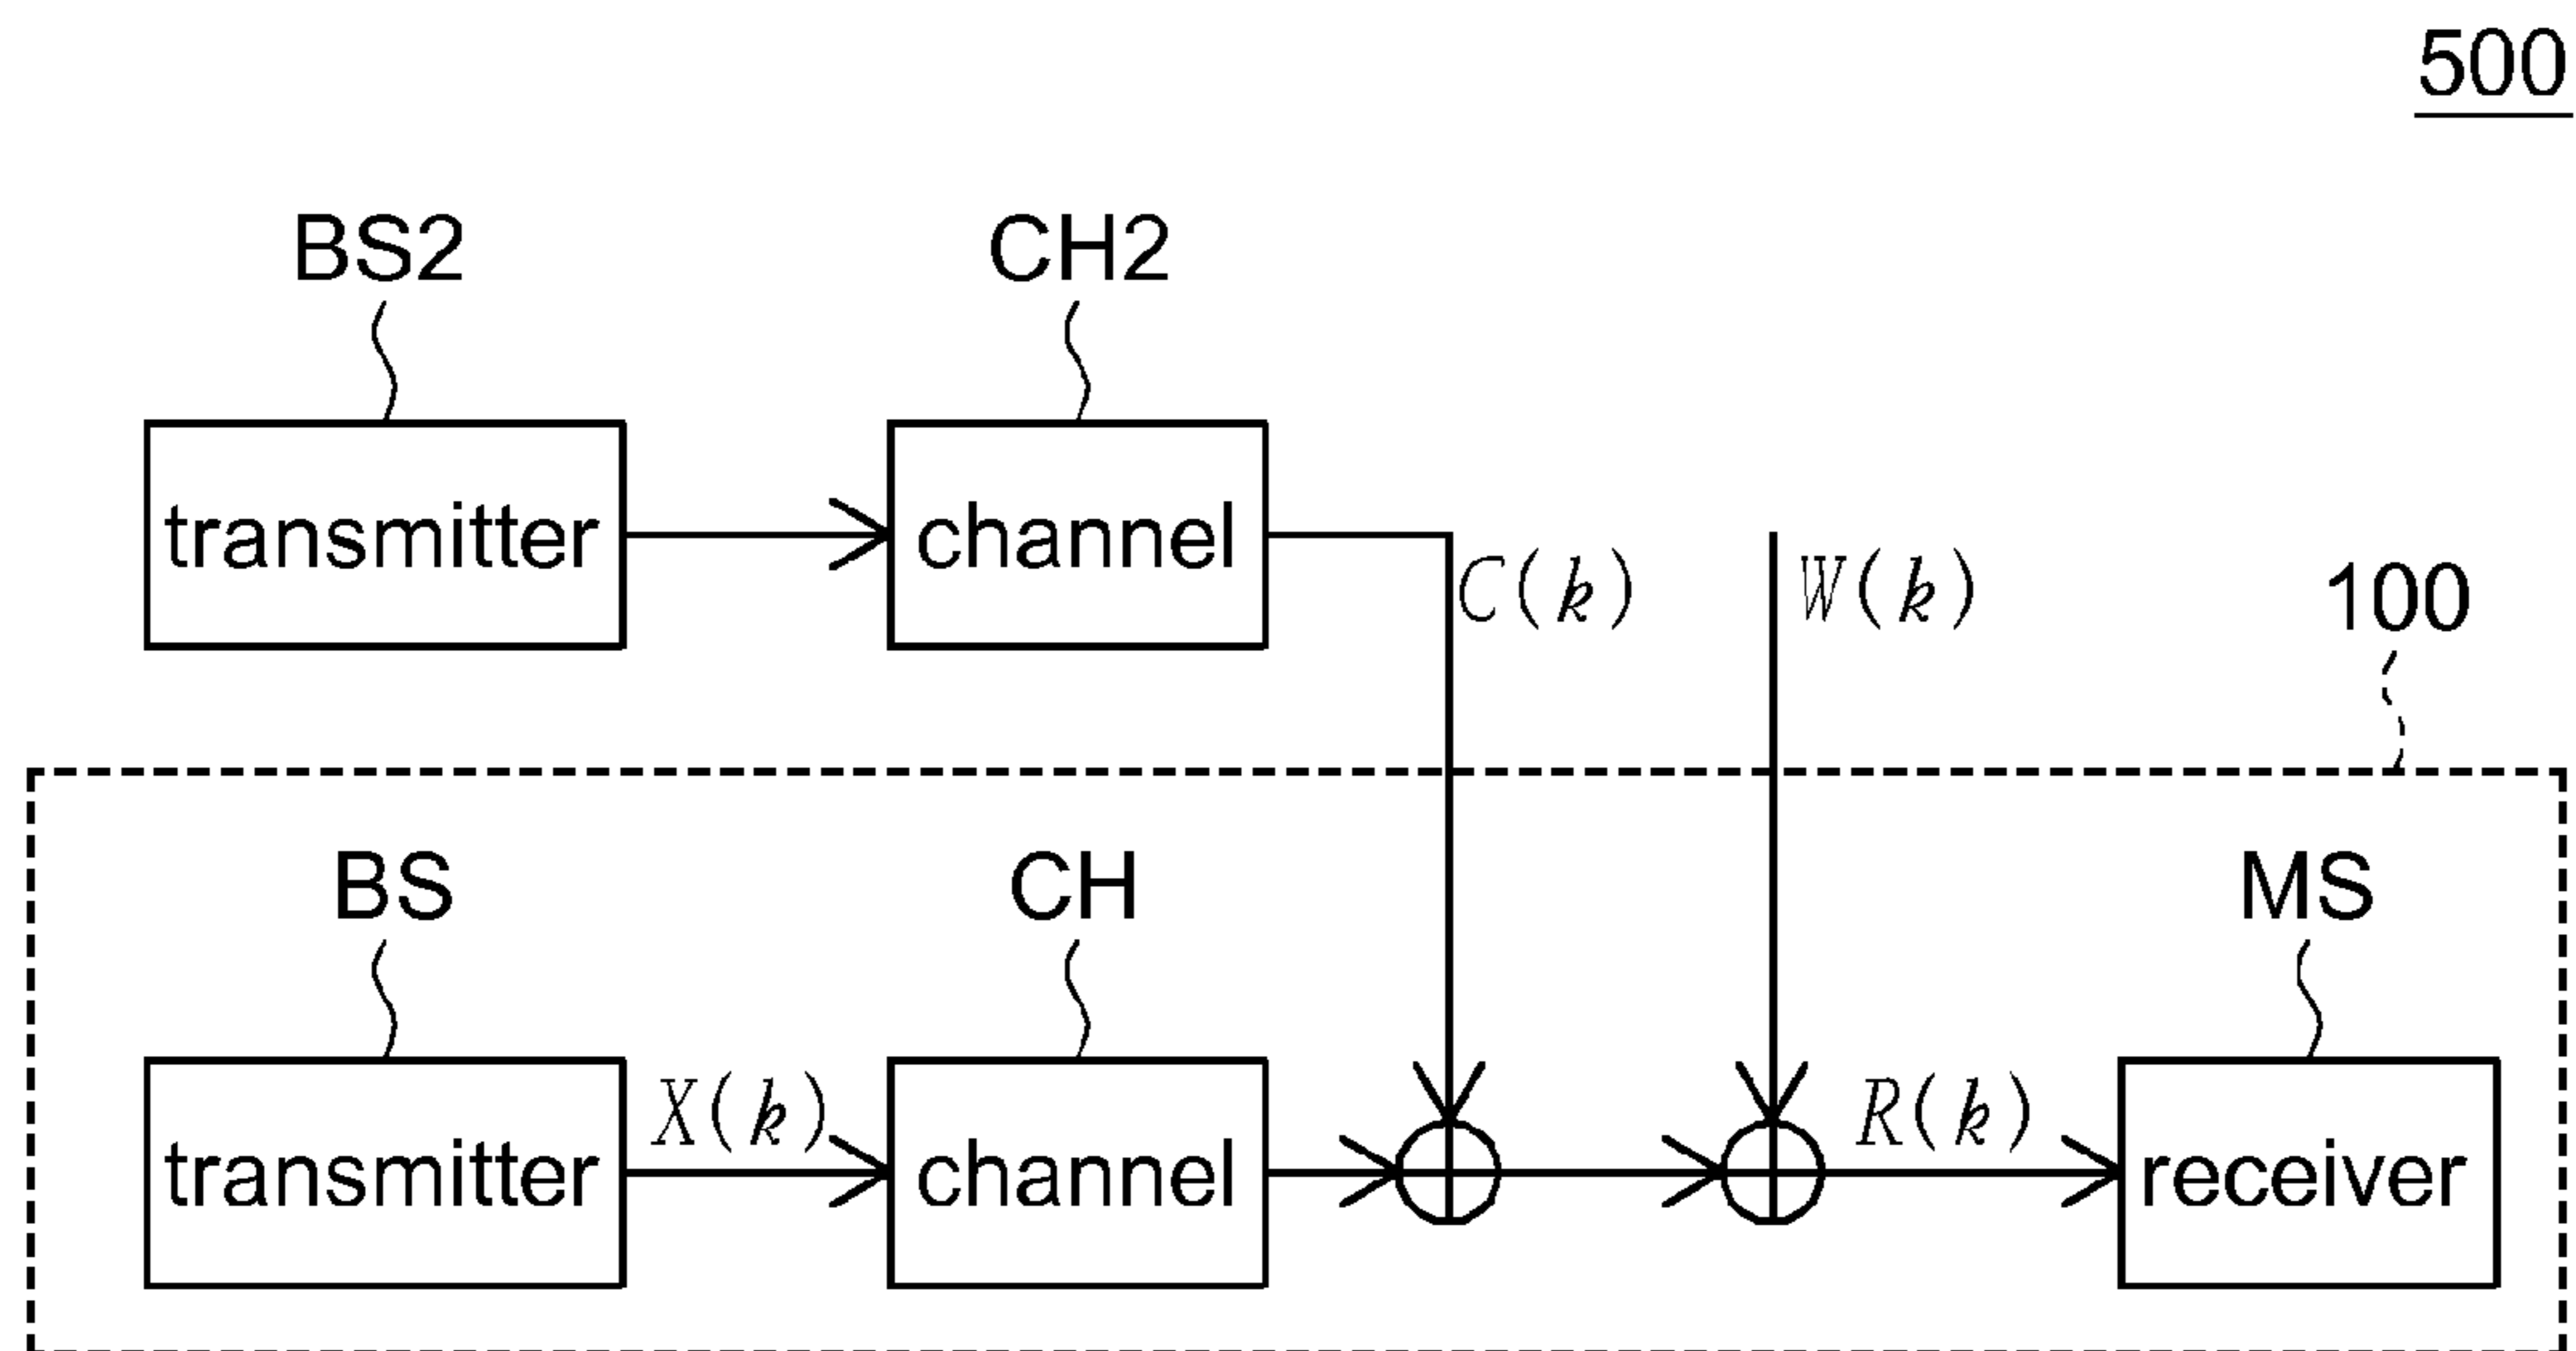 500
BS2
CH2
transmitter
channel
C(k)
W(k)
100
BS
CH
MS
transmitter
X(k)
channel
R(k)
receiver